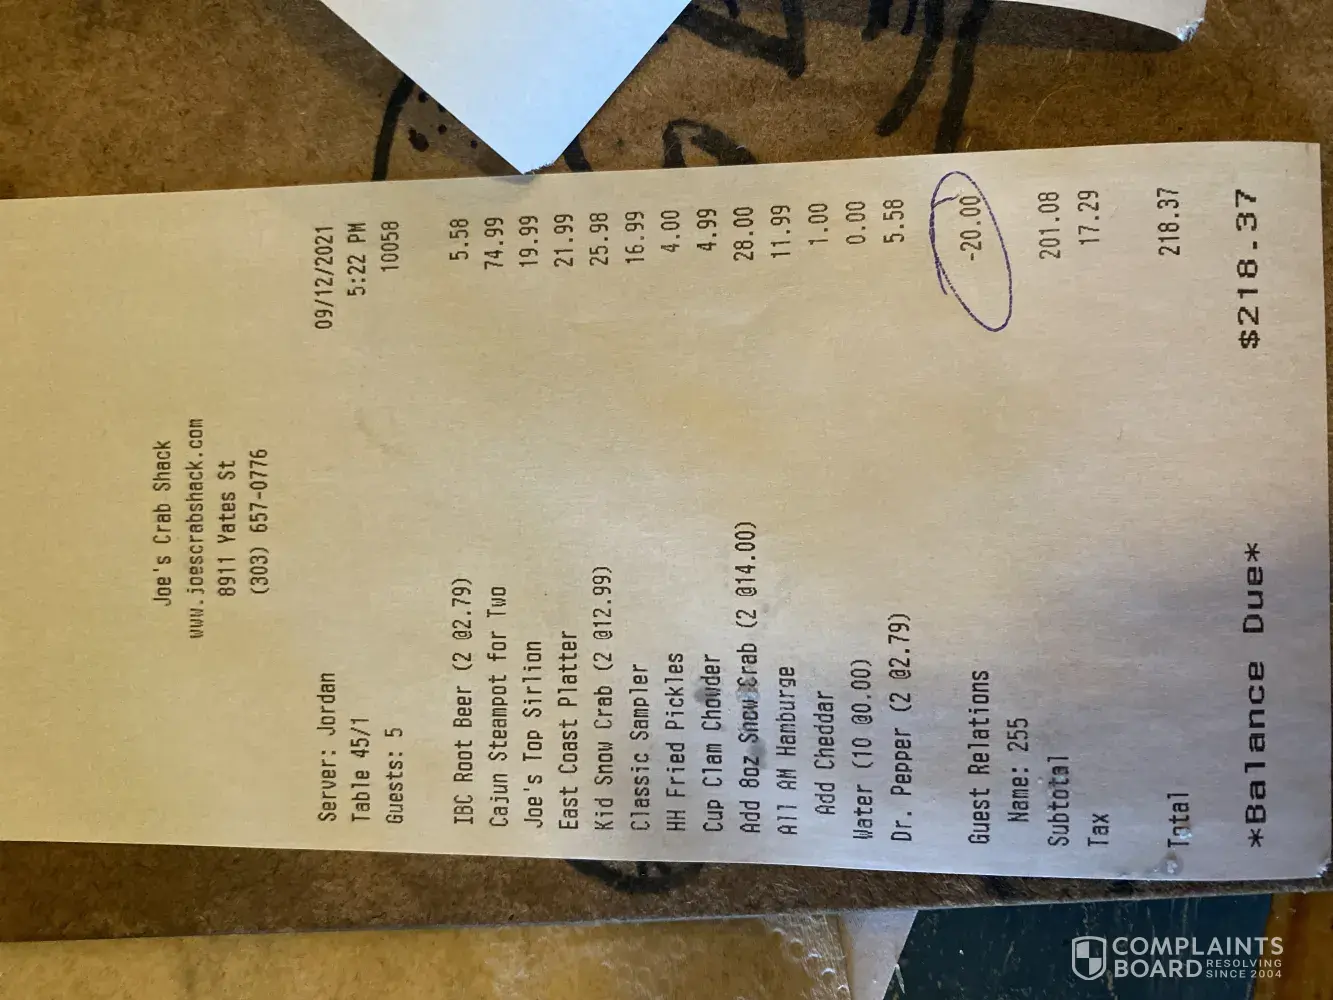 Joe's Crab Shack
www.joescrabshack.com
8911 Yates St
(303) 657-0776
Server: Jordan 09/12/2021
Table 45/1 5:22 PM
Guests: 5 10058
IBC Root Beer (2 @2.79) 5.58
Cajun Steampot for Two 74.99
Joe's Top Sirlion 19.99
East Coast Platter 21.99
Kid Snow Crab (2 @12.99) 25.98
Classic Sampler 16.99
HH Fried Pickles 4.00
Cup Clam Chowder 4.99
Add 8oz Snow Crab (2 @14.00) 28.00
All AM Hamburge 11.99
Add Cheddar 1.00
Water (10 @0.00) 0.00
Dr. Pepper (2 @2.79) 5.58
Guest Relations -20.00
Name: 255
Subtotal 201.08
Tax 17.29
Total 218.37
*Balance Due* $218.37
COMPLAINTS
BOARD RESOLVING
SINCE 2004